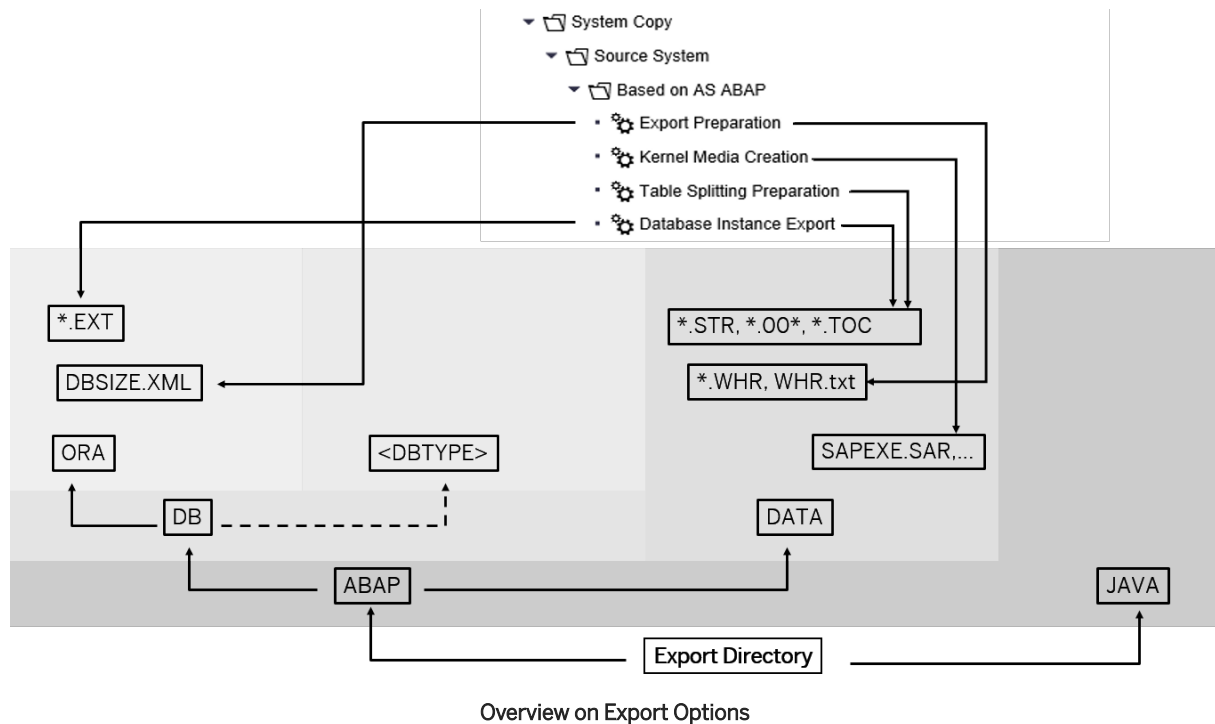 System Copy
Source System
Based on AS ABAP
Export Preparation
Kernel Media Creation
Table Splitting Preparation
Database Instance Export
*.EXT
*.STR, *.00*, *.TOC
DBSIZE.XML
*.WHR, WHR.txt
ORA
<DBTYPE>
SAPEXE.SAR,...
DB
DATA
ABAP
JAVA
Export Directory
Overview on Export Options